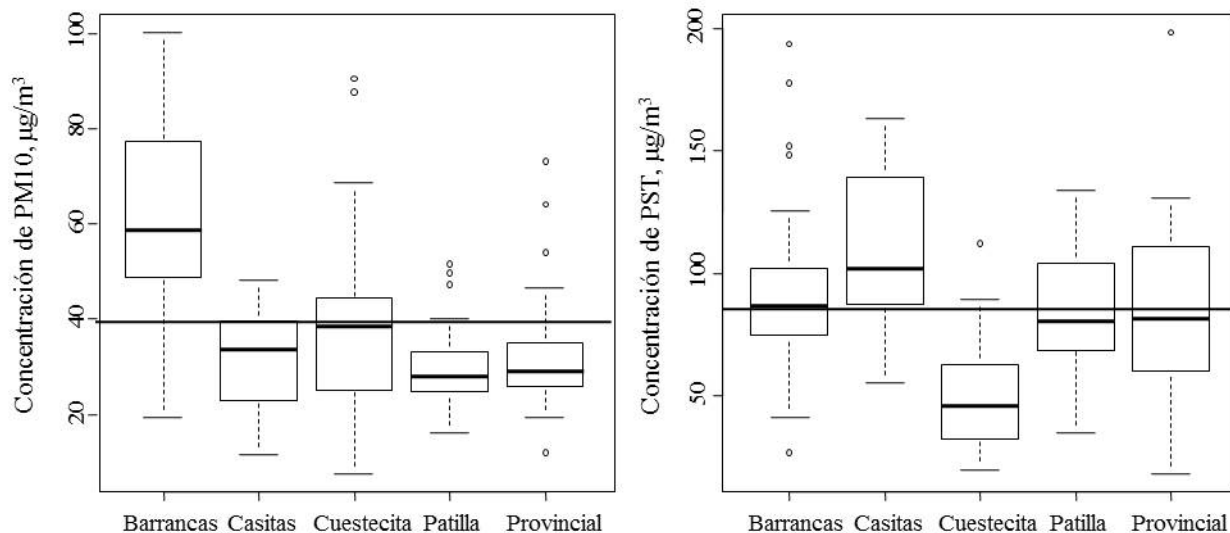 Concentración de PM10, µg/m³
100
80
60
40
20
Barrancas Casitas Cuestecita Patilla Provincial
Concentración de PST, µg/m³
200
150
100
50
Barrancas Casitas Cuestecita Patilla Provincial